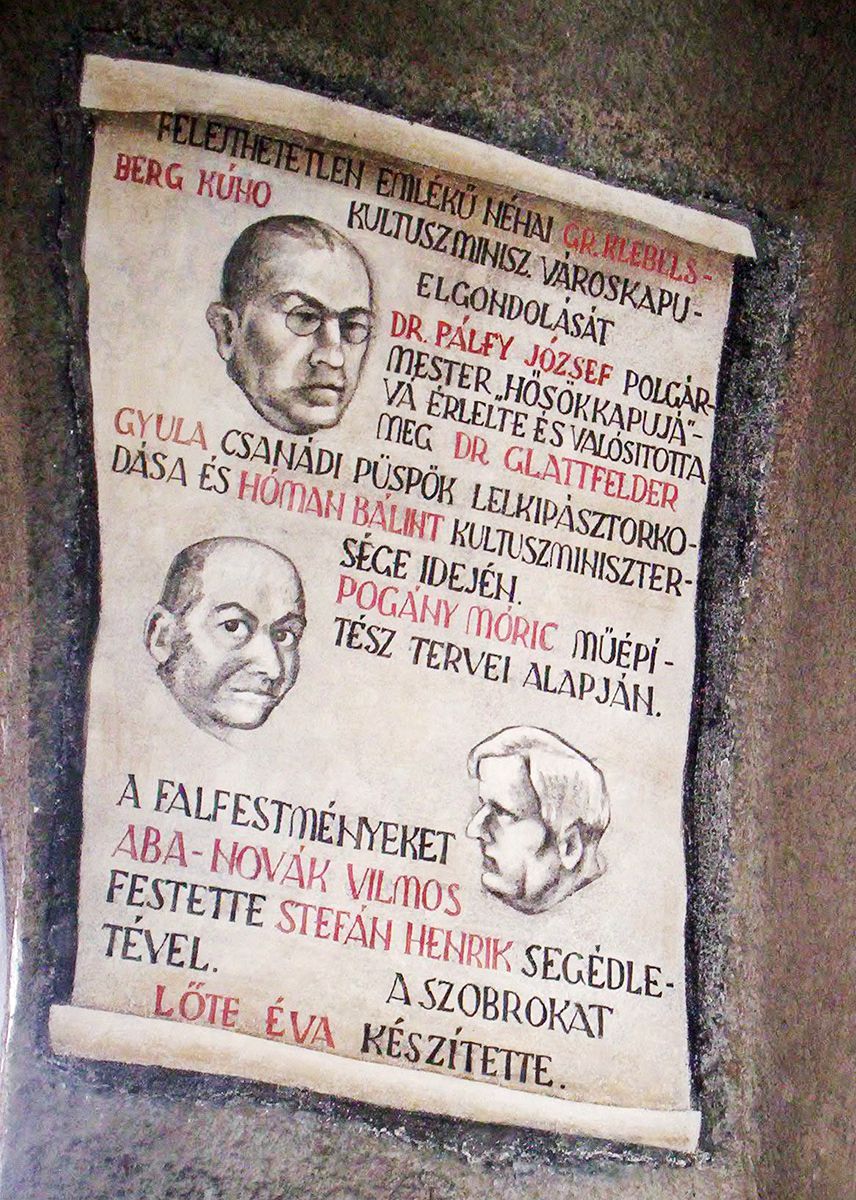 FELEJTHETETLEN EMLÉKŰ NÉHAI GR. KLEBELS-
BERG KÚNO KULTUSZMINISZ. VÁROSKAPU-
ELGONDOLÁSÁT
DR. PÁLFY JÓZSEF POLGÁR-
MESTER „HŐSÖKKAPUJÁ"-
VÁ ÉRLELTE ÉS VALÓSITOTTA
MEG DR GLATTFELDER
GYULA CSANÁDI PÜSPÖK LELKIPÁSZTORKO-
DÁSA ÉS HÓMAN BÁLINT KULTUSZMINISZTER-
SÉGE IDEJÉN.
POGÁNY MÓRIC MŰÉPÍ-
TÉSZ TERVEI ALAPJÁN.
A FALFESTMÉNYEKET
ABA-NOVÁK VILMOS
FESTETTE STEFÁN HENRIK SEGÉDLE-
TÉVEL.
A SZOBROKAT
LŐTE ÉVA KÉSZÍTETTE.